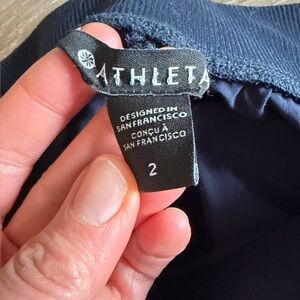 ATHLETA
DESIGNED IN
SAN FRANCISCO
CONÇU À
SAN FRANCISCO
2